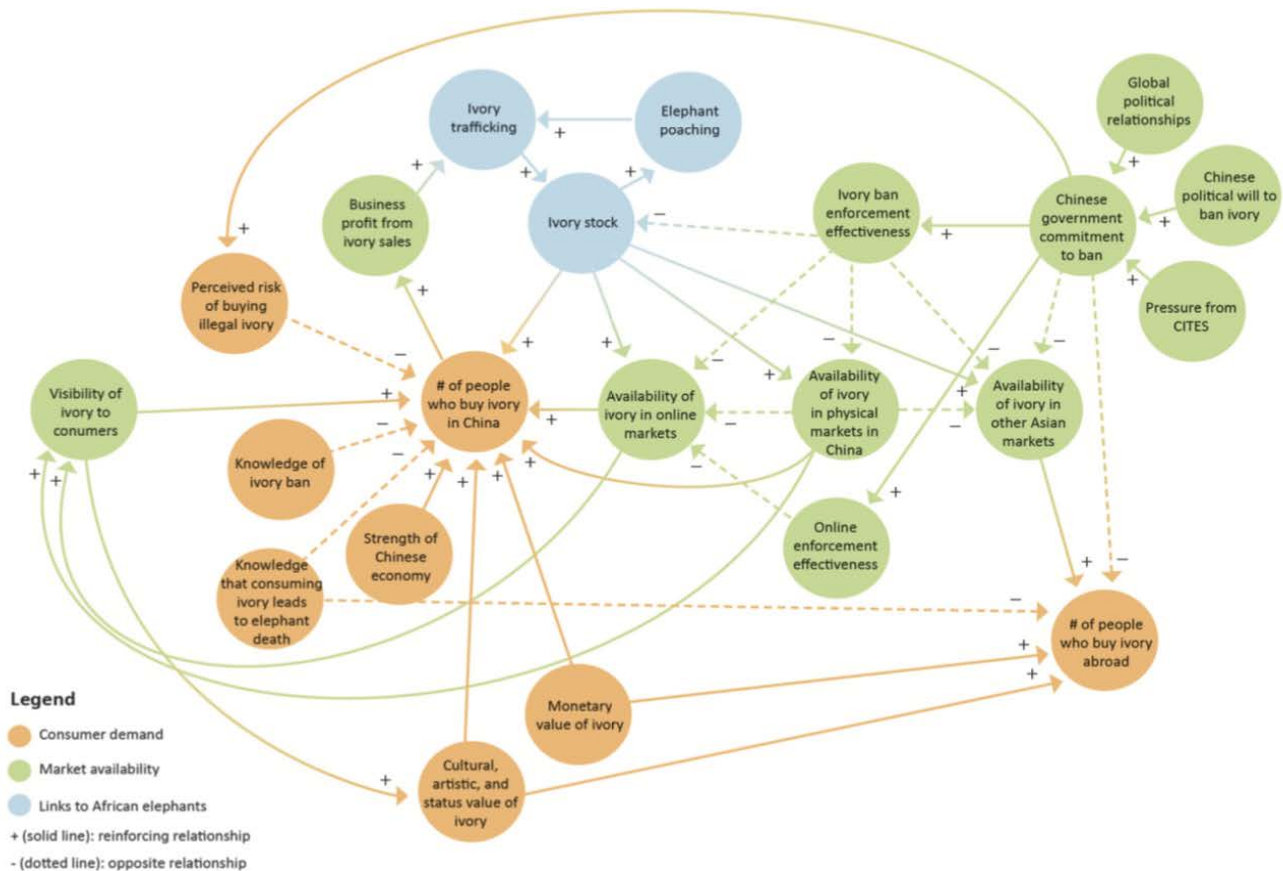 Global
political
relationships
Ivory
trafficking
+
Elephant
poaching
+
Chinese
political will to
ban ivory
+
+
+
+
Business
profit from
ivory sales
Ivory stock
–
Ivory ban
enforcement
effectiveness
+
Chinese
government
commitment
to ban
+
Pressure from
CITES
+
Perceived risk
of buying
illegal ivory
+
–
+
+
–
–
–
–
Visibility of
ivory to
conumers
+
# of people
who buy ivory
in China
+
Availability of
ivory in online
markets
–
+
Availability
of ivory
in physical
markets in
China
+
–
Availability
of ivory in
other Asian
markets
–
–
Knowledge of
ivory ban
+
+
+
+
+
+
–
+
Strength of
Chinese
economy
Online
enforcement
effectiveness
Knowledge
that consuming
ivory leads
to elephant
death
+
–
–
# of people
who buy ivory
abroad
+
+
Monetary
value of ivory
Cultural,
artistic, and
status value of
ivory
+
Legend
Consumer demand
Market availability
Links to African elephants
+ (solid line): reinforcing relationship
- (dotted line): opposite relationship